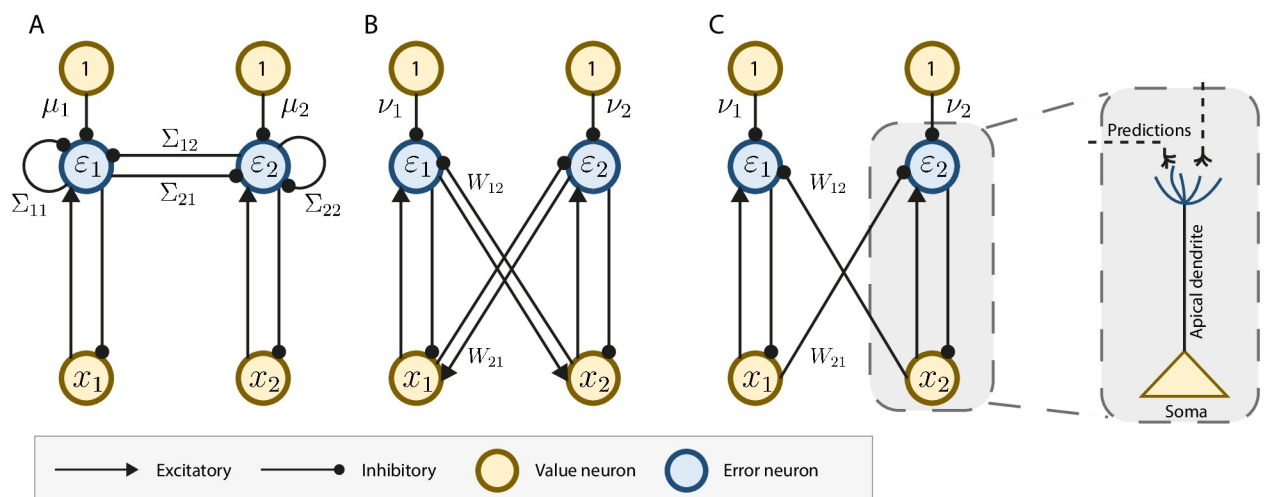 A
B
C
1
1
1
1
1
1
μ₁
μ₂
ν₁
ν₂
ν₁
ν₂
Predictions
Σ₁₂
ε₁
ε₂
ε₁
ε₂
ε₁
ε₂
Σ₁₁
Σ₂₁
Σ₂₂
W₁₂
W₁₂
Apical dendrite
W₂₁
W₂₁
x₁
x₂
x₁
x₂
x₁
x₂
Soma
Excitatory
Inhibitory
Value neuron
Error neuron